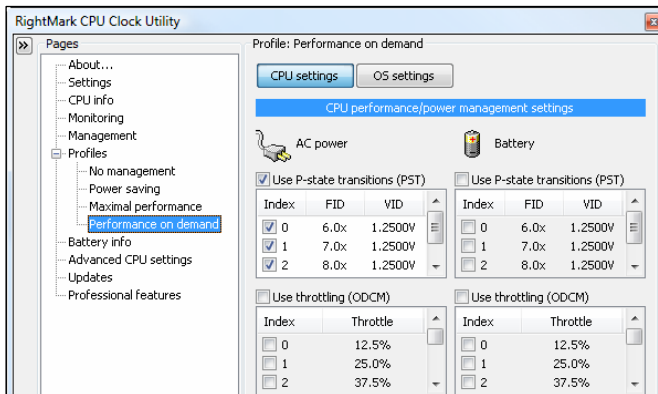 RightMark CPU Clock Utility
Pages
About...
Settings
CPU info
Monitoring
Management
Profiles
No management
Power saving
Maximal performance
Performance on demand
Battery info
Advanced CPU settings
Updates
Professional features
Profile: Performance on demand
CPU settings OS settings
CPU performance/power management settings
AC power
Use P-state transitions (PST)
Index FID VID
0 6.0x 1.2500V
1 7.0x 1.2500V
2 8.0x 1.2500V
Use throttling (ODCM)
Index Throttle
0 12.5%
1 25.0%
2 37.5%
Battery
Use P-state transitions (PST)
Index FID VID
0 6.0x 1.2500V
1 7.0x 1.2500V
2 8.0x 1.2500V
Use throttling (ODCM)
Index Throttle
0 12.5%
1 25.0%
2 37.5%